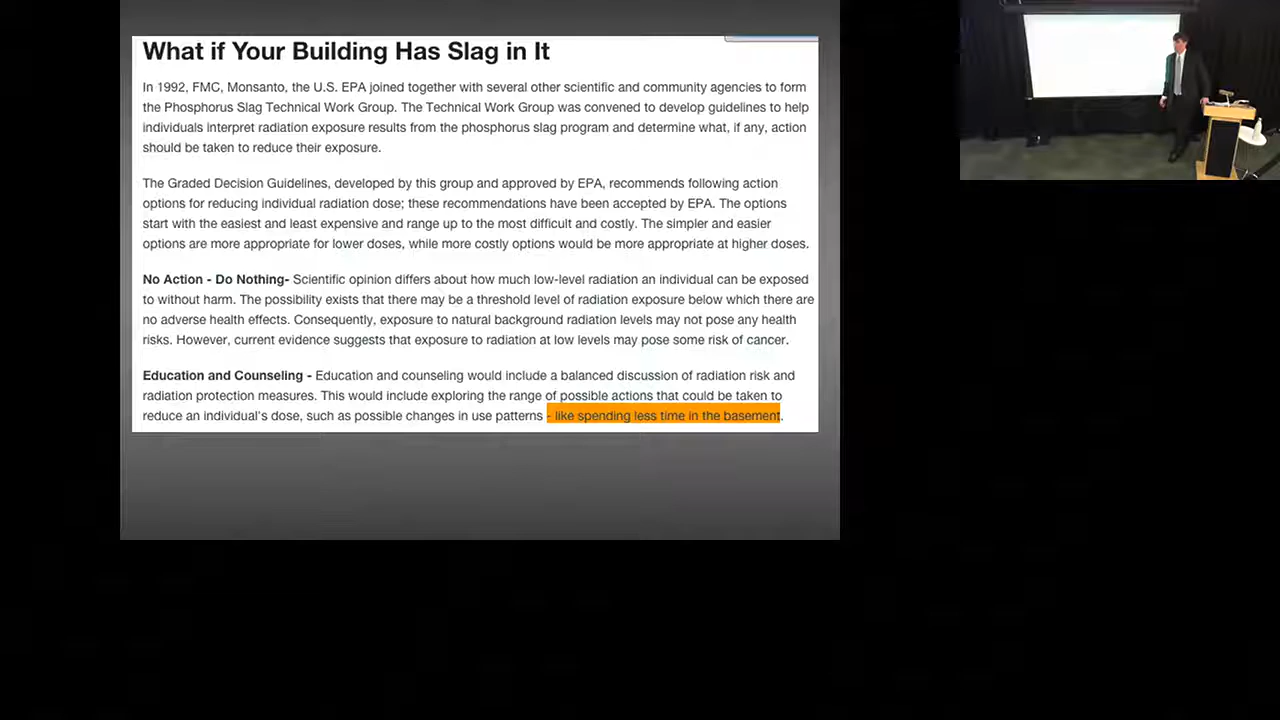 What if Your Building Has Slag in It
In 1992, FMC, Monsanto, the U.S. EPA joined together with several other scientific and community agencies to form
the Phosphorus Slag Technical Work Group. The Technical Work Group was convened to develop guidelines to help
individuals interpret radiation exposure results from the phosphorus slag program and determine what, if any, action
should be taken to reduce their exposure.
The Graded Decision Guidelines, developed by this group and approved by EPA, recommends following action
options for reducing individual radiation dose; these recommendations have been accepted by EPA. The options
start with the easiest and least expensive and range up to the most difficult and costly. The simpler and easier
options are more appropriate for lower doses, while more costly options would be more appropriate at higher doses.
No Action - Do Nothing- Scientific opinion differs about how much low-level radiation an individual can be exposed
to without harm. The possibility exists that there may be a threshold level of radiation exposure below which there are
no adverse health effects. Consequently, exposure to natural background radiation levels may not pose any health
risks. However, current evidence suggests that exposure to radiation at low levels may pose some risk of cancer.
Education and Counseling - Education and counseling would include a balanced discussion of radiation risk and
radiation protection measures. This would include exploring the range of possible actions that could be taken to
reduce an individual's dose, such as possible changes in use patterns - like spending less time in the basement.